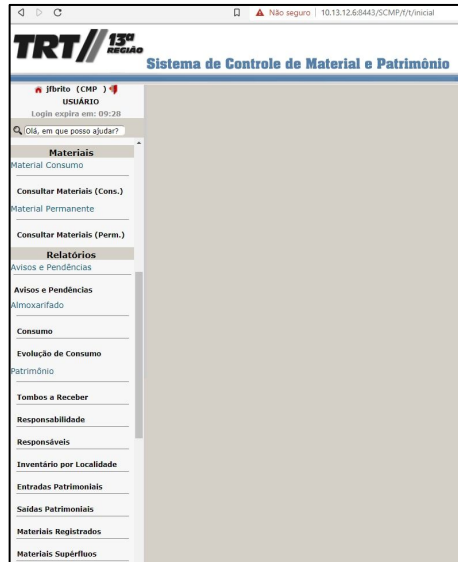 Não seguro | 10.13.12.6:8443/SCMP/f/t/inicial
TRT// 13ª REGIÃO
Sistema de Controle de Material e Patrimônio
jfbrito (CMP )
USUÁRIO
Login expira em: 09:28
Olá, em que posso ajudar?
Materiais
Material Consumo
Consultar Materiais (Cons.)
Material Permanente
Consultar Materiais (Perm.)
Relatórios
Avisos e Pendências
Avisos e Pendências
Almoxarifado
Consumo
Evolução de Consumo
Patrimônio
Tombos a Receber
Responsabilidade
Responsáveis
Inventário por Localidade
Entradas Patrimoniais
Saídas Patrimoniais
Materiais Registrados
Materiais Supérfluos